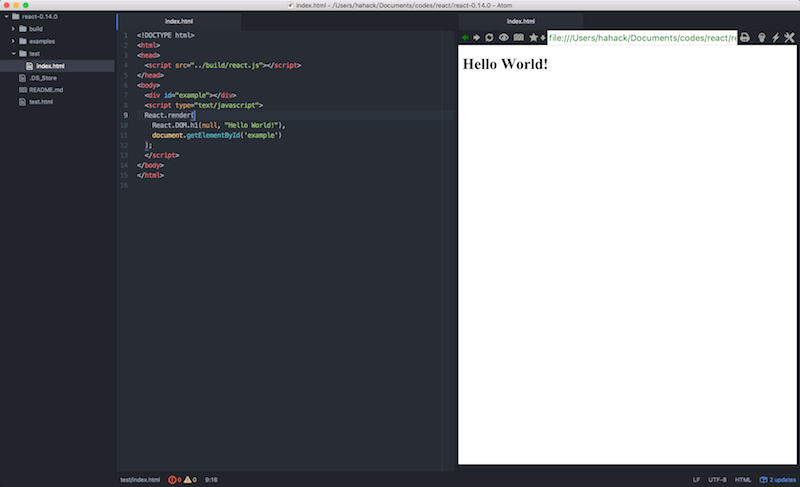 index.html - /Users/hahack/Documents/codes/react/react-0.14.0 - Atom
react-0.14.0
build
examples
test
index.html
.DS_Store
README.md
test.html
index.html
1 <!DOCTYPE html>
2 <html>
3 <head>
4 <script src="../build/react.js"></script>
5 </head>
6 <body>
7 <div id="example"></div>
8 <script type="text/javascript">
9 React.render(
10 React.DOM.h1(null, "Hello World!"),
11 document.getElementById('example')
12 );
13 </script>
14 </body>
15 </html>
16
index.html
file:///Users/hahack/Documents/codes/react/re
Hello World!
test/index.html 0 0 9:16 LF UTF-8 HTML 2 updates